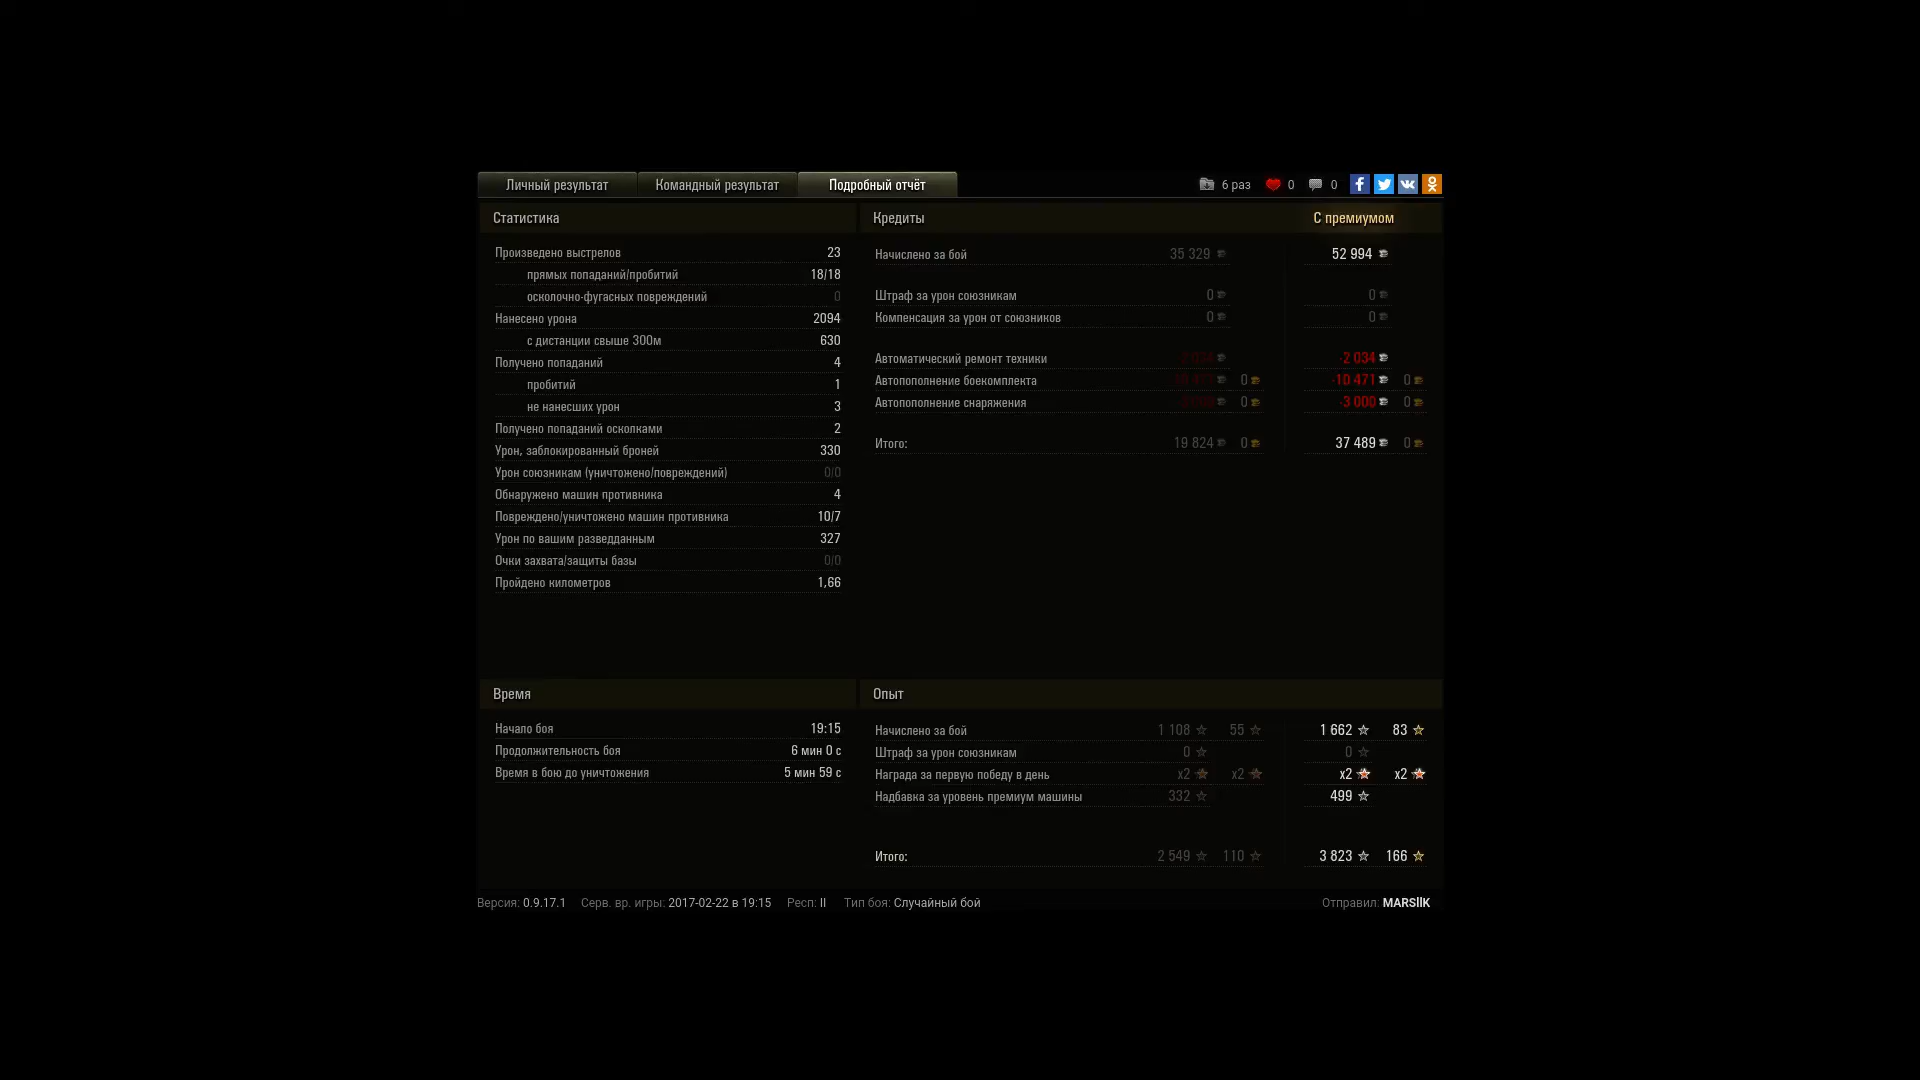 Личный результат Командный результат Подробный отчёт 6 раз 0 0
Статистика
Произведено выстрелов 23
прямых попаданий/пробитий 18/18
осколочно-фугасных повреждений 0
Нанесено урона 2094
с дистанции свыше 300м 630
Получено попаданий 4
пробитий 1
не нанесших урон 3
Получено попаданий осколками 2
Урон, заблокированный броней 330
Урон союзникам (уничтожено/повреждений) 0/0
Обнаружено машин противника 4
Повреждено/уничтожено машин противника 10/7
Урон по вашим разведданным 327
Очки захвата/защиты базы 0/0
Пройдено километров 1,66
Кредиты С премиумом
Начислено за бой 35 329 52 994
Штраф за урон союзникам 0 0
Компенсация за урон от союзников 0 0
Автоматический ремонт техники -2 034 -2 034
Автопополнение боекомплекта 0 -10 471 0
Автопополнение снаряжения 0 -3 000 0
Итого: 19 824 0 37 489 0
Время
Начало боя 19:15
Продолжительность боя 6 мин 0 с
Время в бою до уничтожения 5 мин 59 с
Опыт
Начислено за бой 1 108 55 1 662 83
Штраф за урон союзникам 0 0
Награда за первую победу в день x2 x2 x2 x2
Надбавка за уровень премиум машины 332 499
Итого: 2 549 110 3 823 166
Версия: 0.9.17.1 Серв. вр. игры: 2017-02-22 в 19:15 Респ: II Тип боя: Случайный бой Отправил: MARSllK